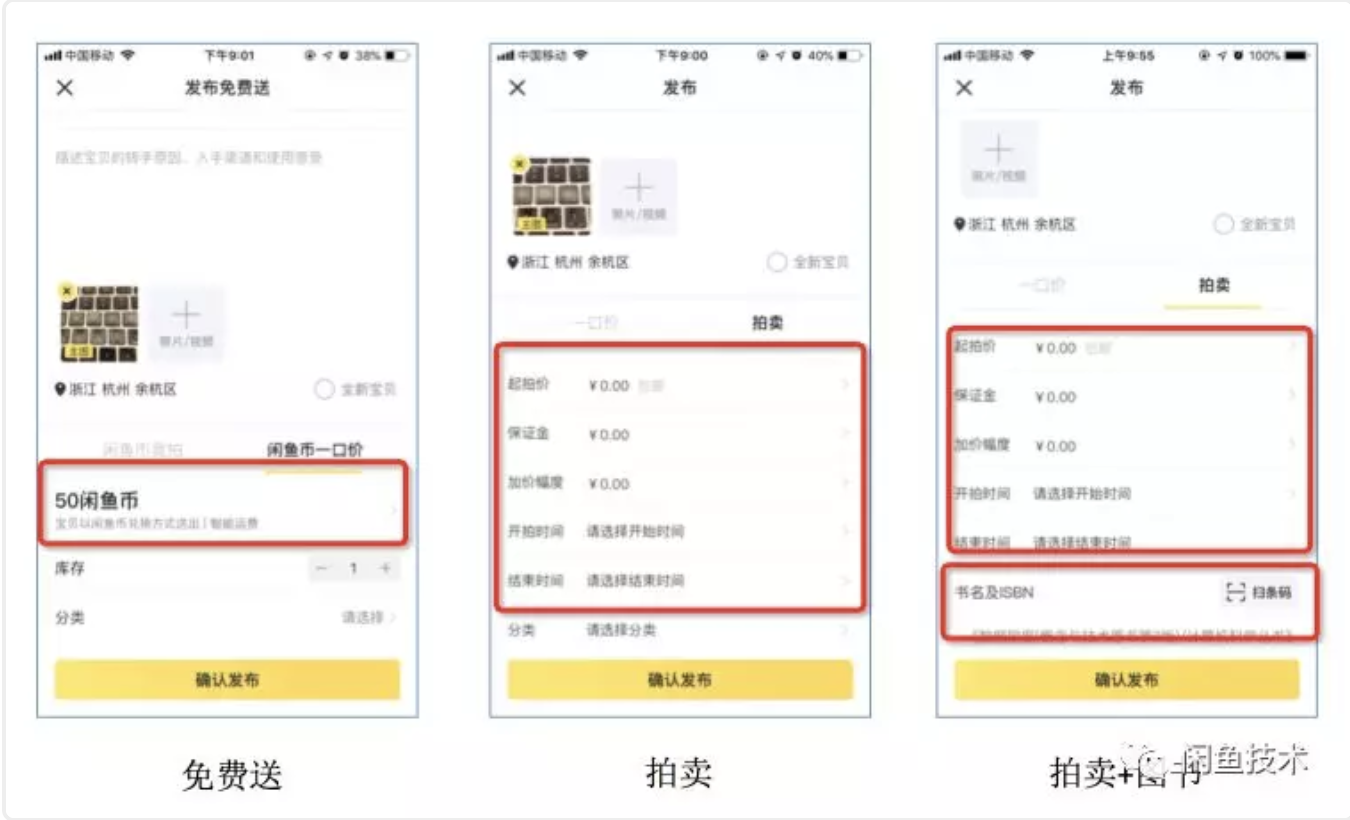 中国移动 下午9:01 38%
发布免费送
描述宝贝的转手原因、入手渠道和使用感受
主图
照片/视频
浙江 杭州 余杭区 全新宝贝
闲鱼币竞拍 闲鱼币一口价
50闲鱼币
宝贝以闲鱼币兑换方式送出 | 智能运费
库存 − 1 +
分类 请选择
确认发布
免费送
中国移动 下午9:00 40%
发布
主图
照片/视频
浙江 杭州 余杭区 全新宝贝
一口价 拍卖
起拍价 ¥0.00 包邮
保证金 ¥0.00
加价幅度 ¥0.00
开拍时间 请选择开始时间
结束时间 请选择结束时间
分类 请选择分类
确认发布
拍卖
中国移动 上午9:55 100%
发布
照片/视频
浙江 杭州 余杭区 全新宝贝
一口价 拍卖
起拍价 ¥0.00 包邮
保证金 ¥0.00
加价幅度 ¥0.00
开拍时间 请选择开始时间
结束时间 请选择结束时间
书名及ISBN 扫条码
确认发布
拍卖+图书
闲鱼技术